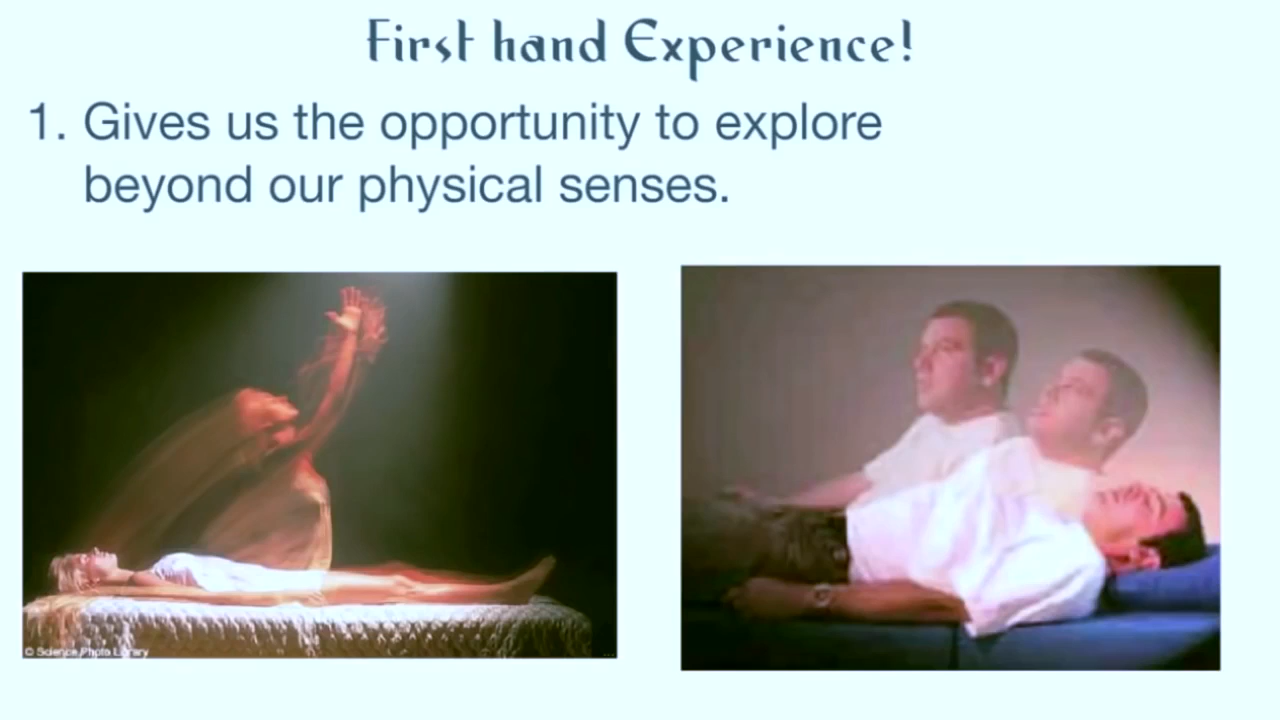 First hand Experience!
1. Gives us the opportunity to explore
beyond our physical senses.
© Science Photo Library